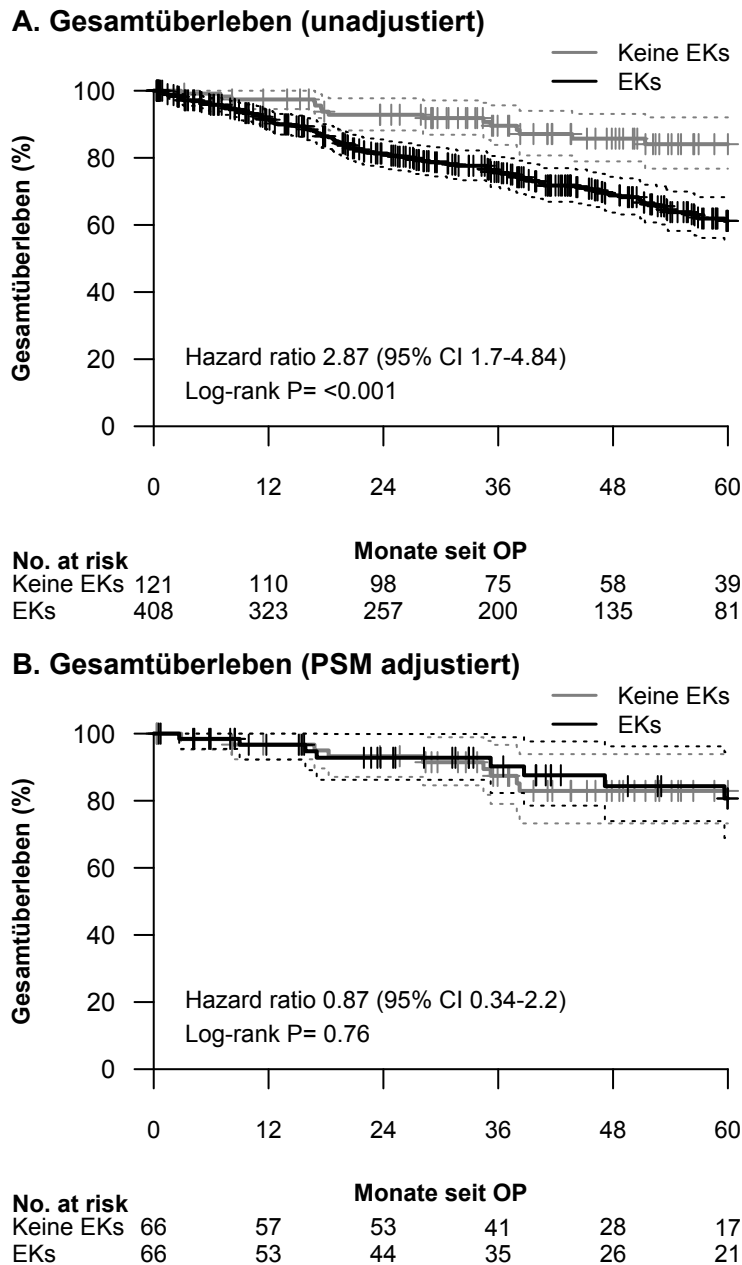 A. Gesamtüberleben (unadjustiert)
Keine EKs
EKs
Gesamtüberleben (%)
100
80
60
40
20
0
Hazard ratio 2.87 (95% CI 1.7-4.84)
Log-rank P= <0.001
0 12 24 36 48 60
Monate seit OP
No. at risk
Keine EKs 121 110 98 75 58 39
EKs 408 323 257 200 135 81
B. Gesamtüberleben (PSM adjustiert)
Keine EKs
EKs
Gesamtüberleben (%)
100
80
60
40
20
0
Hazard ratio 0.87 (95% CI 0.34-2.2)
Log-rank P= 0.76
0 12 24 36 48 60
Monate seit OP
No. at risk
Keine EKs 66 57 53 41 28 17
EKs 66 53 44 35 26 21